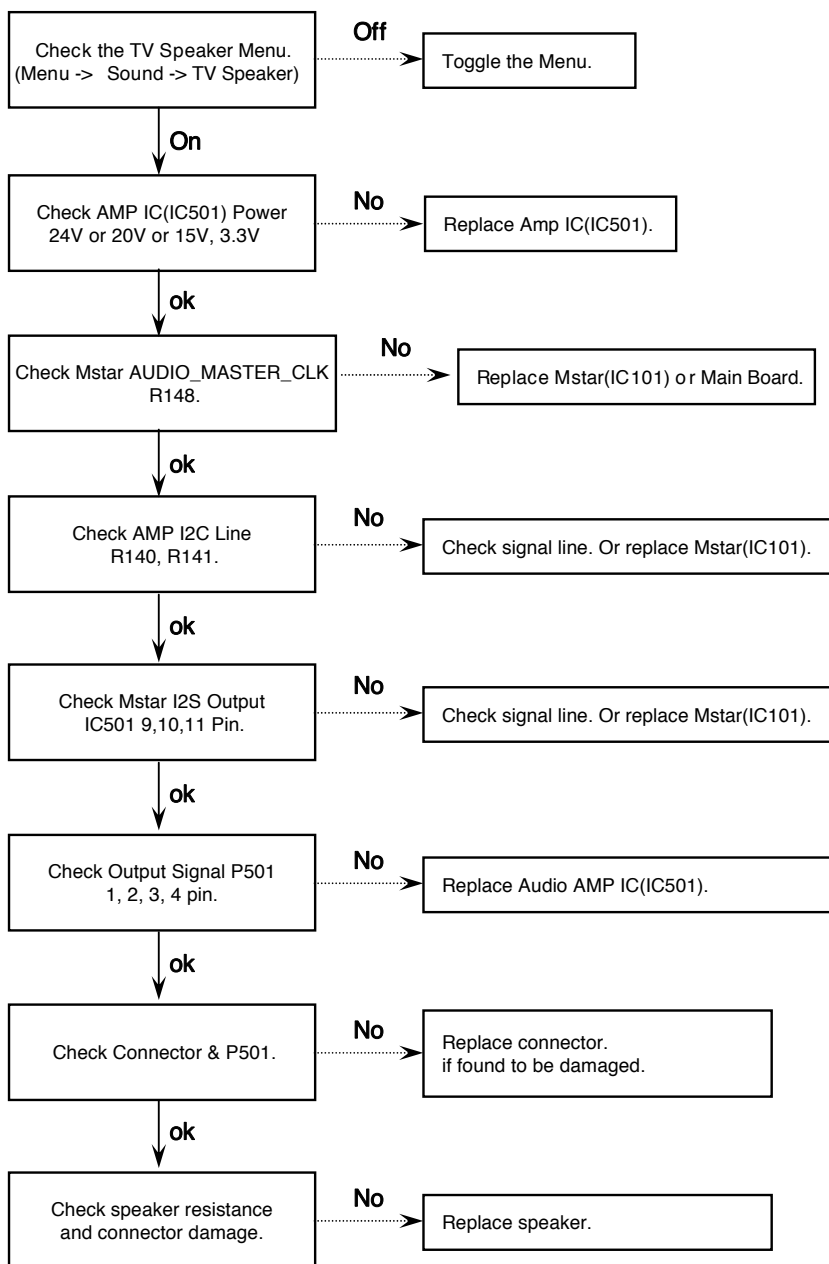 Check the TV Speaker Menu.
(Menu -> Sound -> TV Speaker)
Off
Toggle the Menu.
On
Check AMP IC(IC501) Power
24V or 20V or 15V, 3.3V
No
Replace Amp IC(IC501).
ok
Check Mstar AUDIO_MASTER_CLK
R148.
No
Replace Mstar(IC101) or Main Board.
ok
Check AMP I2C Line
R140, R141.
No
Check signal line. Or replace Mstar(IC101).
ok
Check Mstar I2S Output
IC501 9,10,11 Pin.
No
Check signal line. Or replace Mstar(IC101).
ok
Check Output Signal P501
1, 2, 3, 4 pin.
No
Replace Audio AMP IC(IC501).
ok
Check Connector & P501.
No
Replace connector.
if found to be damaged.
ok
Check speaker resistance
and connector damage.
No
Replace speaker.